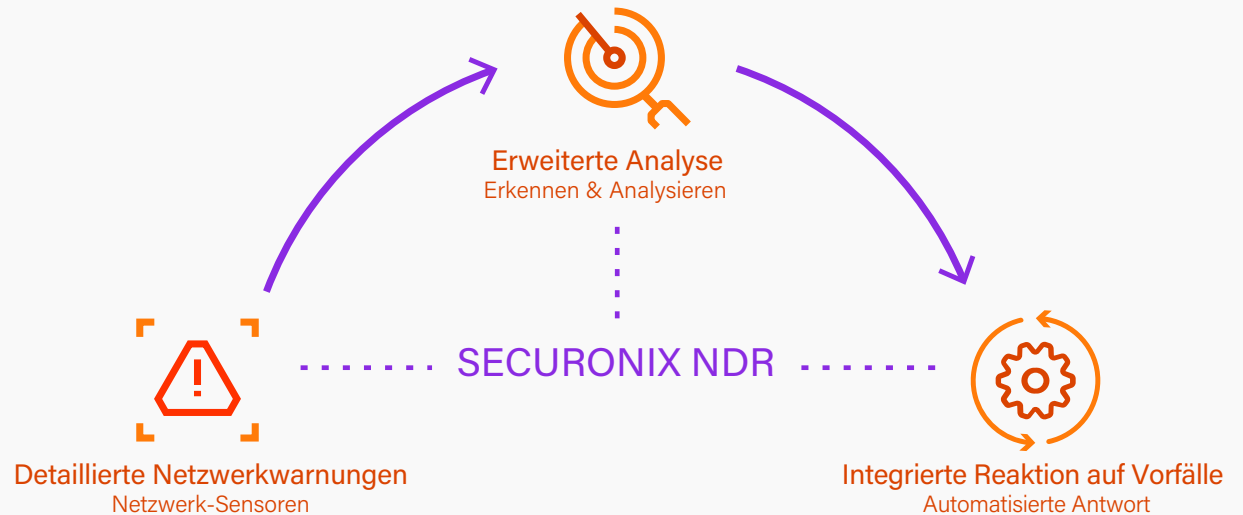 Erweiterte Analyse
Erkennen & Analysieren
SECURONIX NDR
Detaillierte Netzwerkwarnungen
Netzwerk-Sensoren
Integrierte Reaktion auf Vorfälle
Automatisierte Antwort